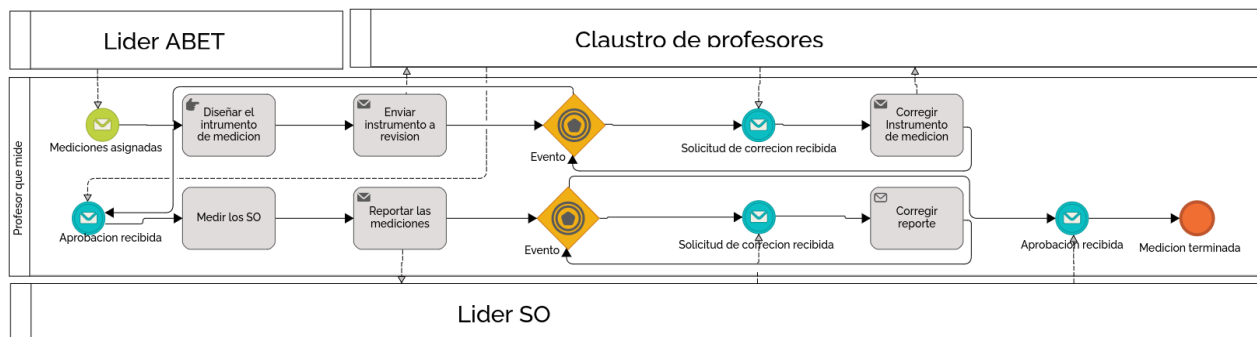 Lider ABET
Claustro de profesores
Profesor que mide
Mediciones asignadas
Diseñar el
intrumento
de medicion
Enviar
instrumento a
revision
Evento
Solicitud de correcion recibida
Corregir
Instrumento
de medicion
Aprobacion recibida
Medir los SO
Reportar las
mediciones
Evento
Solicitud de correcion recibida
Corregir
reporte
Aprobación recibida
Medicion terminada
Lider SO